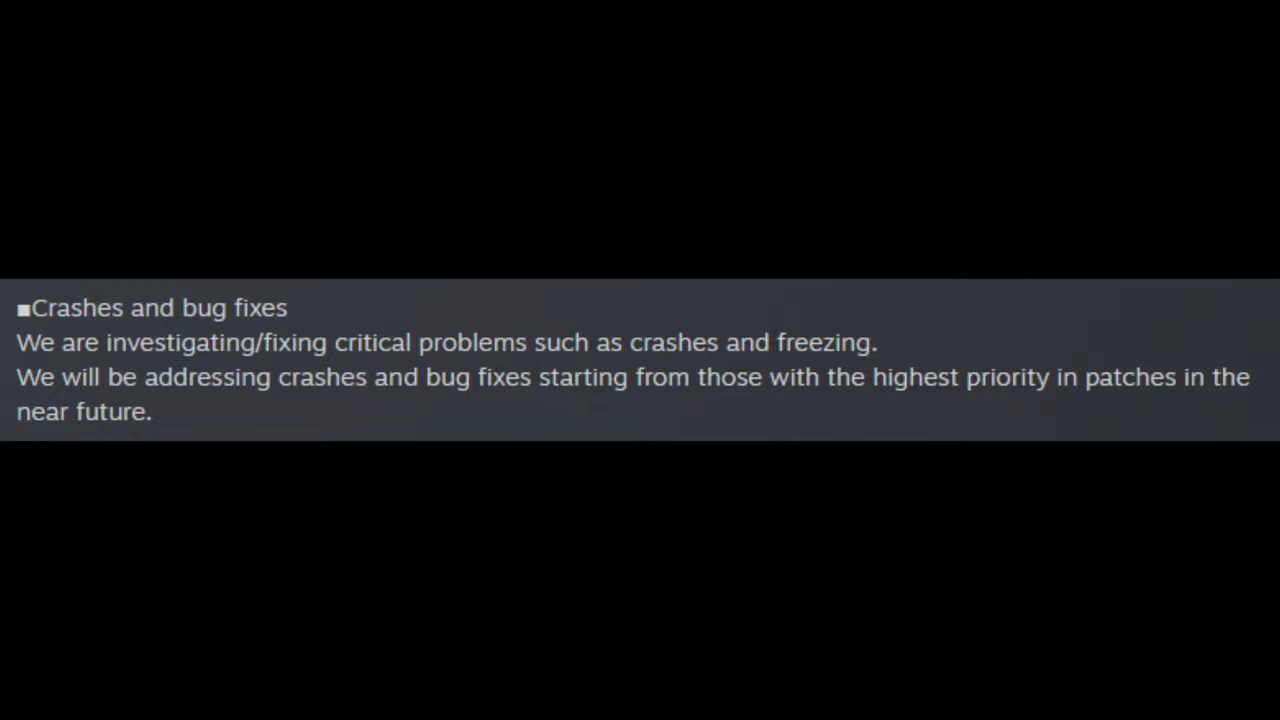 ■Crashes and bug fixes
We are investigating/fixing critical problems such as crashes and freezing.
We will be addressing crashes and bug fixes starting from those with the highest priority in patches in the
near future.